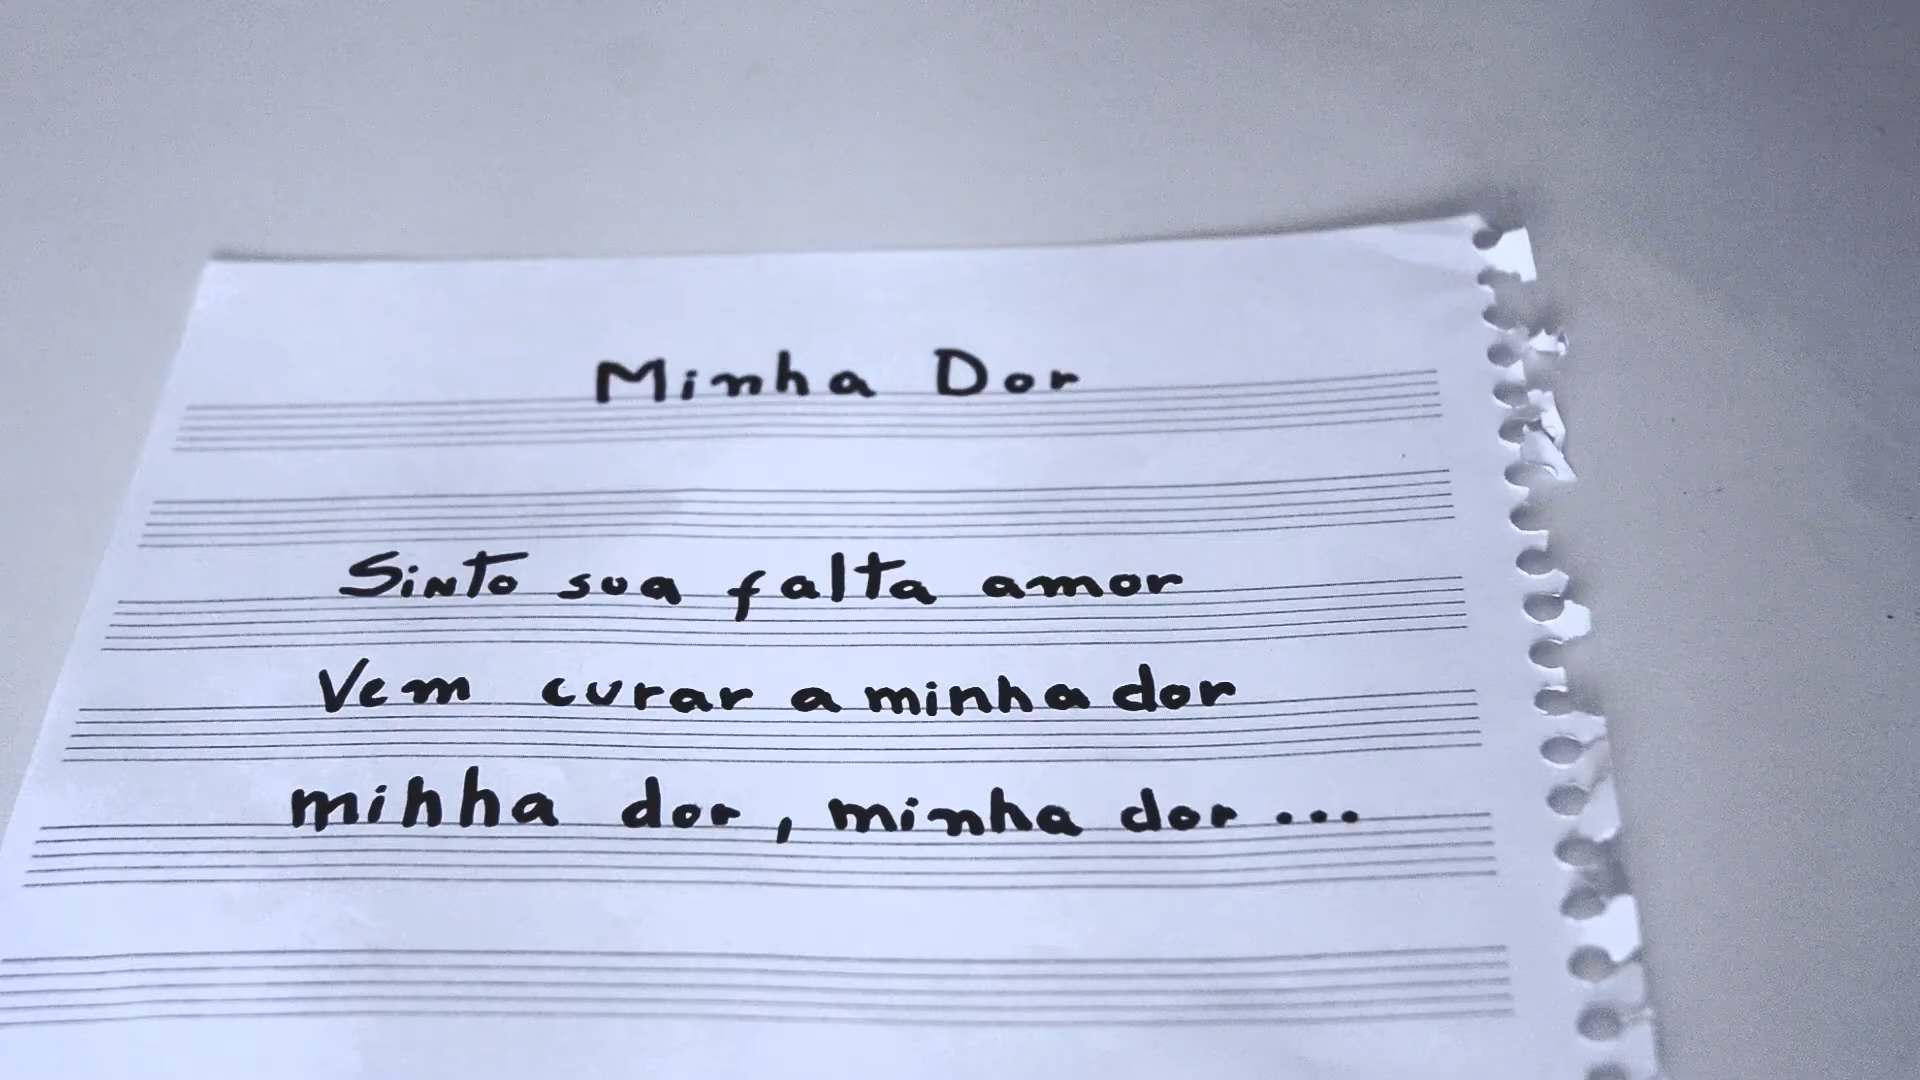 Minha Dor
Sinto sua falta amor
Vem curar a minha dor
minha dor, minha dor...